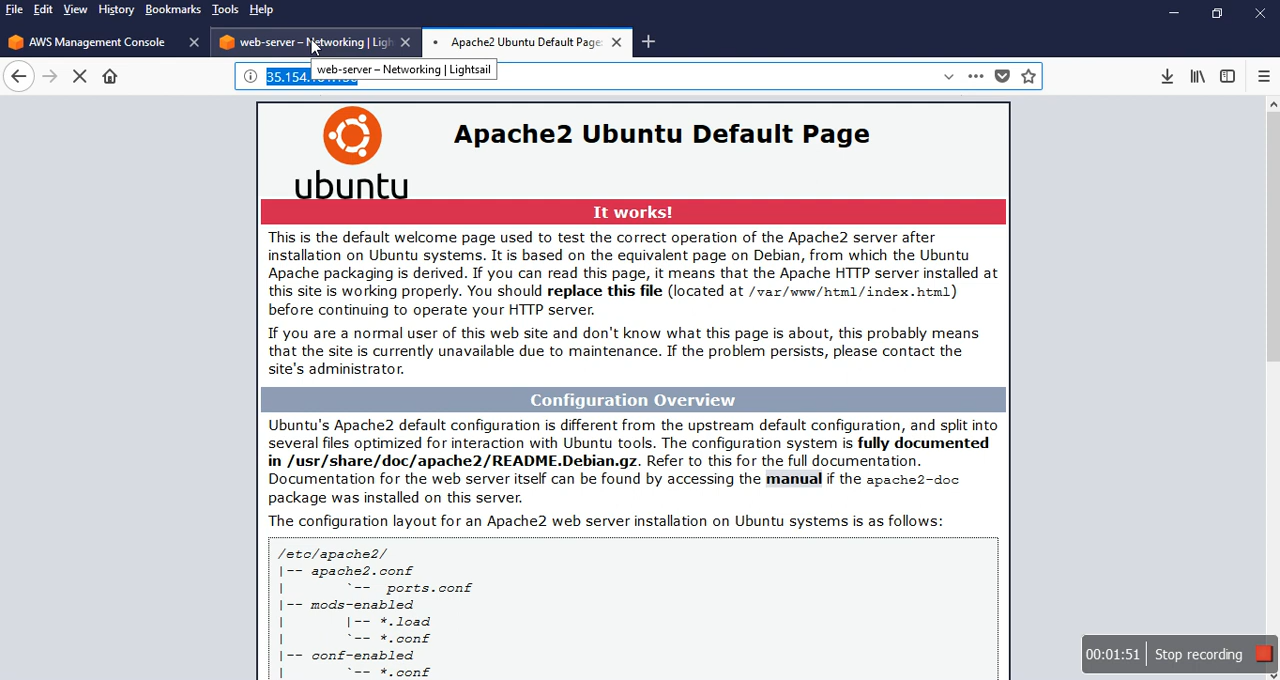 File Edit View History Bookmarks Tools Help
AWS Management Console
web-server – Networking | Ligh
Apache2 Ubuntu Default Page:
web-server – Networking | Lightsail
ubuntu
Apache2 Ubuntu Default Page
It works!
This is the default welcome page used to test the correct operation of the Apache2 server after
installation on Ubuntu systems. It is based on the equivalent page on Debian, from which the Ubuntu
Apache packaging is derived. If you can read this page, it means that the Apache HTTP server installed at
this site is working properly. You should replace this file (located at /var/www/html/index.html)
before continuing to operate your HTTP server.
If you are a normal user of this web site and don't know what this page is about, this probably means
that the site is currently unavailable due to maintenance. If the problem persists, please contact the
site's administrator.
Configuration Overview
Ubuntu's Apache2 default configuration is different from the upstream default configuration, and split into
several files optimized for interaction with Ubuntu tools. The configuration system is fully documented
in /usr/share/doc/apache2/README.Debian.gz. Refer to this for the full documentation.
Documentation for the web server itself can be found by accessing the manual if the apache2-doc
package was installed on this server.
The configuration layout for an Apache2 web server installation on Ubuntu systems is as follows:
/etc/apache2/
|-- apache2.conf
|       `--  ports.conf
|-- mods-enabled
|       |-- *.load
|       `-- *.conf
|-- conf-enabled
|       `-- *.conf
00:01:51 Stop recording